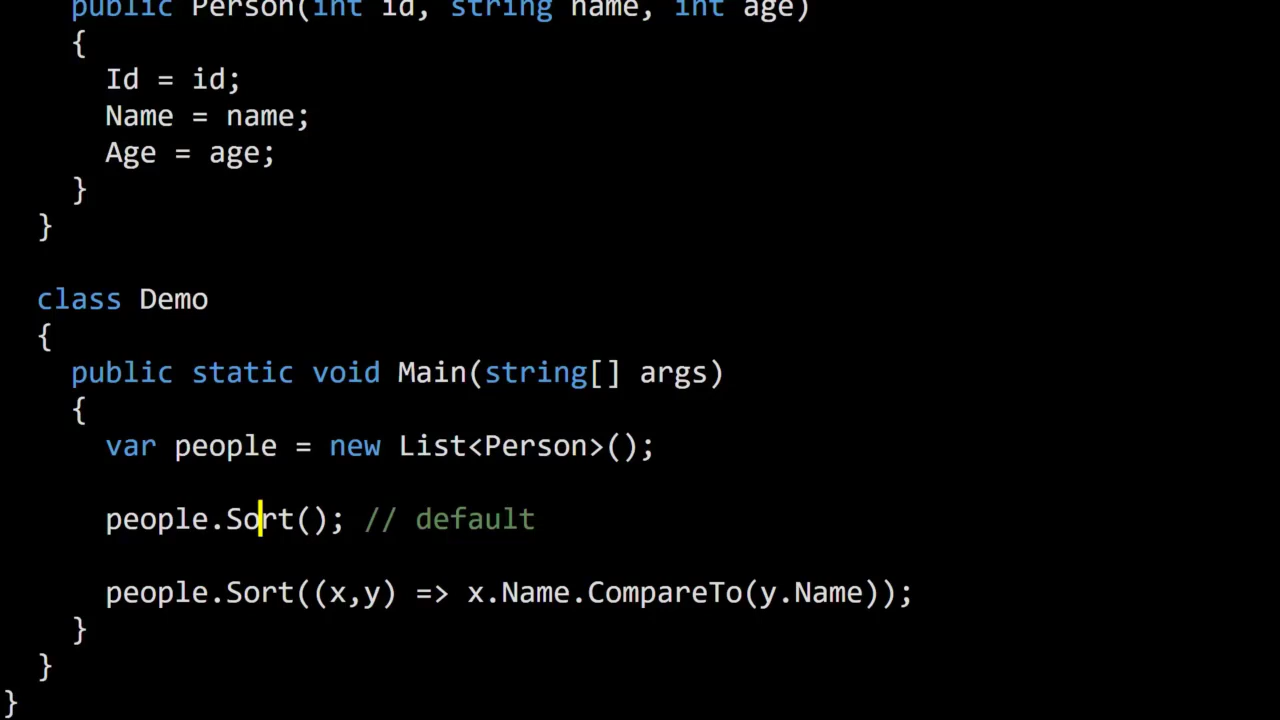 public Person(int id, string name, int age)
{
Id = id;
Name = name;
Age = age;
}
}
class Demo
{
public static void Main(string[] args)
{
var people = new List<Person>();
people.Sort(); // default
people.Sort((x,y) => x.Name.CompareTo(y.Name));
}
}
}